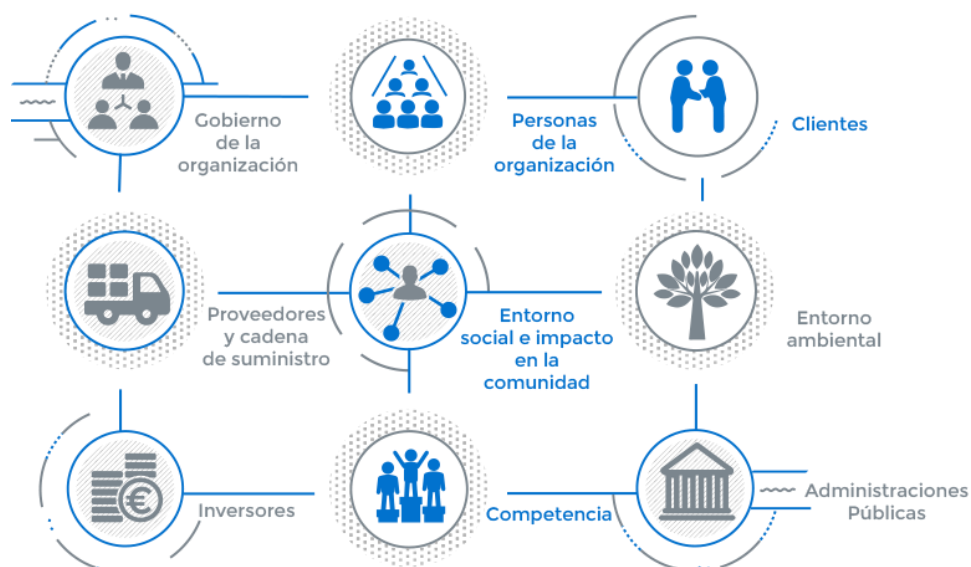 Gobierno
de la
organización
Personas
de la
organización
Clientes
Proveedores
y cadena
de suministro
Entorno
social e impacto
en la
comunidad
Entorno
ambiental
Inversores
€
Competencia
Administraciones
Públicas